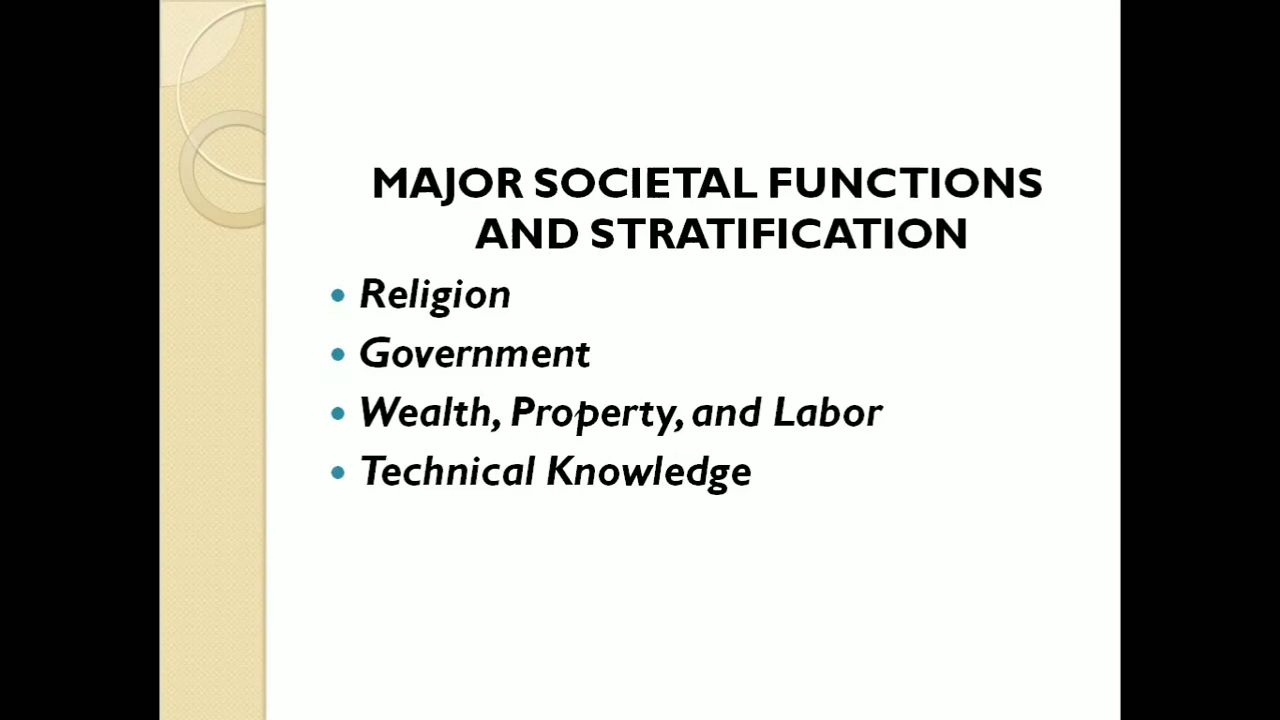 MAJOR SOCIETAL FUNCTIONS
AND STRATIFICATION
• Religion
• Government
• Wealth, Property, and Labor
• Technical Knowledge